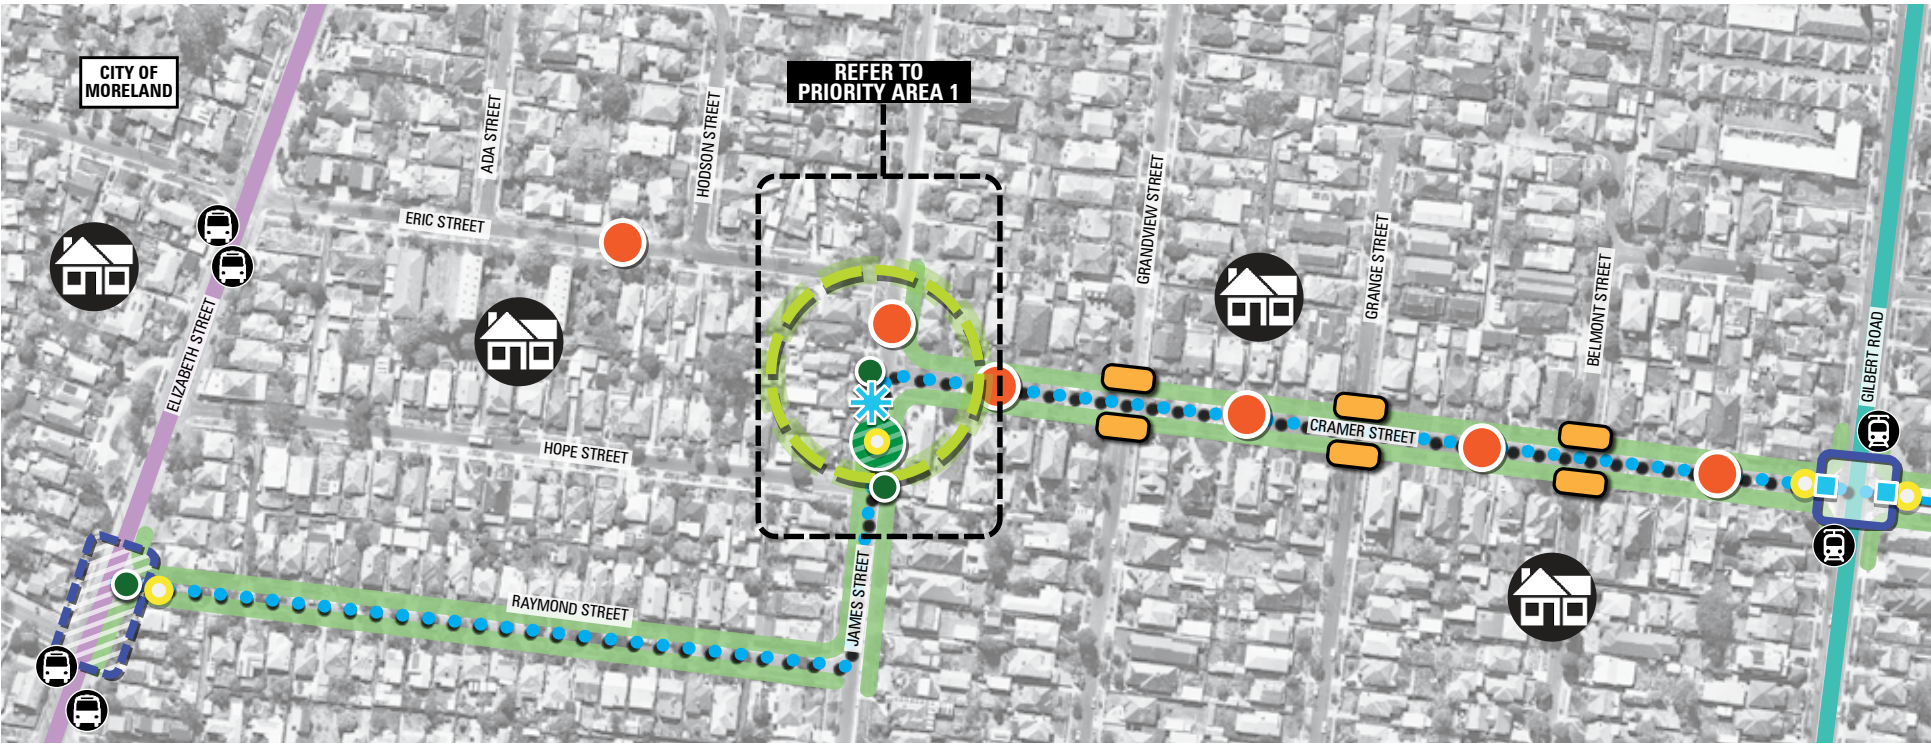 CITY OF
MORELAND
REFER TO
PRIORITY AREA 1
ADA STREET
HODSON STREET
ERIC STREET
GRANDVIEW STREET
GRANGE STREET
BELMONT STREET
GILBERT ROAD
ELIZABETH STREET
HOPE STREET
CRAMER STREET
RAYMOND STREET
JAMES STREET